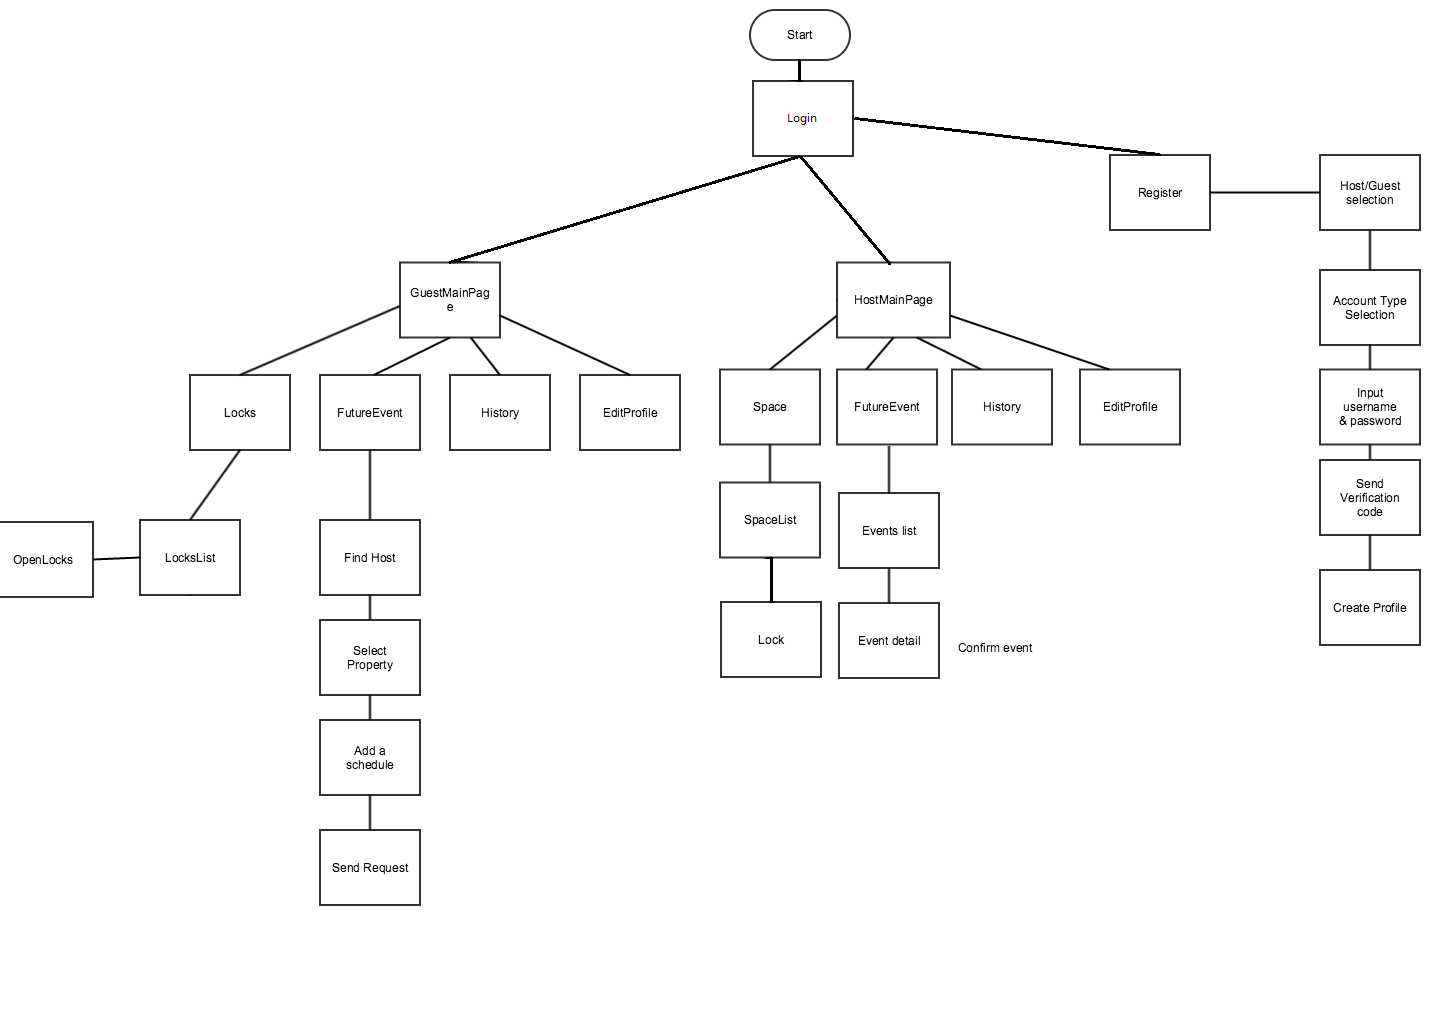 Start
Login
Register
Host/Guest
selection
GuestMainPag
e
HostMainPage
Account Type
Selection
Locks
FutureEvent
History
EditProfile
Space
FutureEvent
History
EditProfile
Input
username
& password
OpenLocks
LocksList
Find Host
SpaceList
Events list
Send
Verification
code
Select
Property
Lock
Event detail
Confirm event
Create Profile
Add a
schedule
Send Request